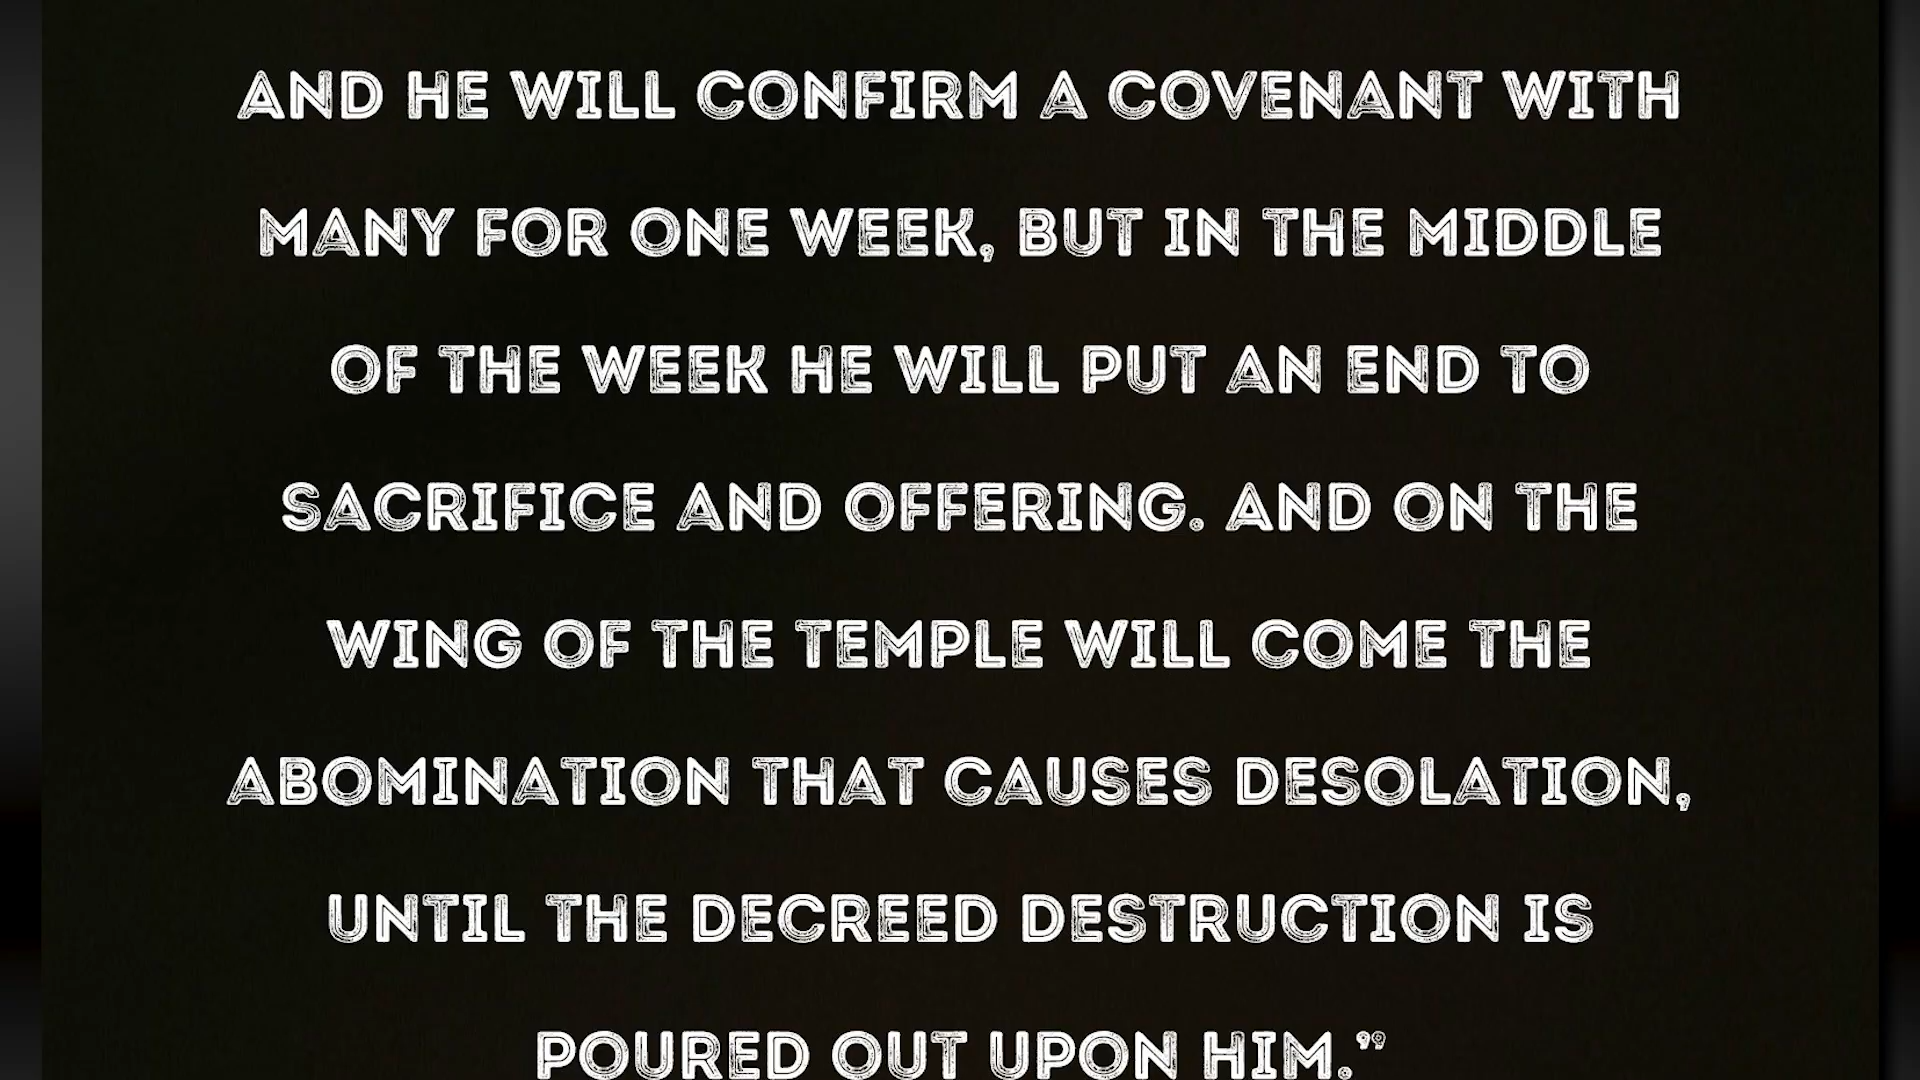 AND HE WILL CONFIRM A COVENANT WITH
MANY FOR ONE WEEK, BUT IN THE MIDDLE
OF THE WEEK HE WILL PUT AN END TO
SACRIFICE AND OFFERING. AND ON THE
WING OF THE TEMPLE WILL COME THE
ABOMINATION THAT CAUSES DESOLATION,
UNTIL THE DECREED DESTRUCTION IS
POURED OUT UPON HIM.”